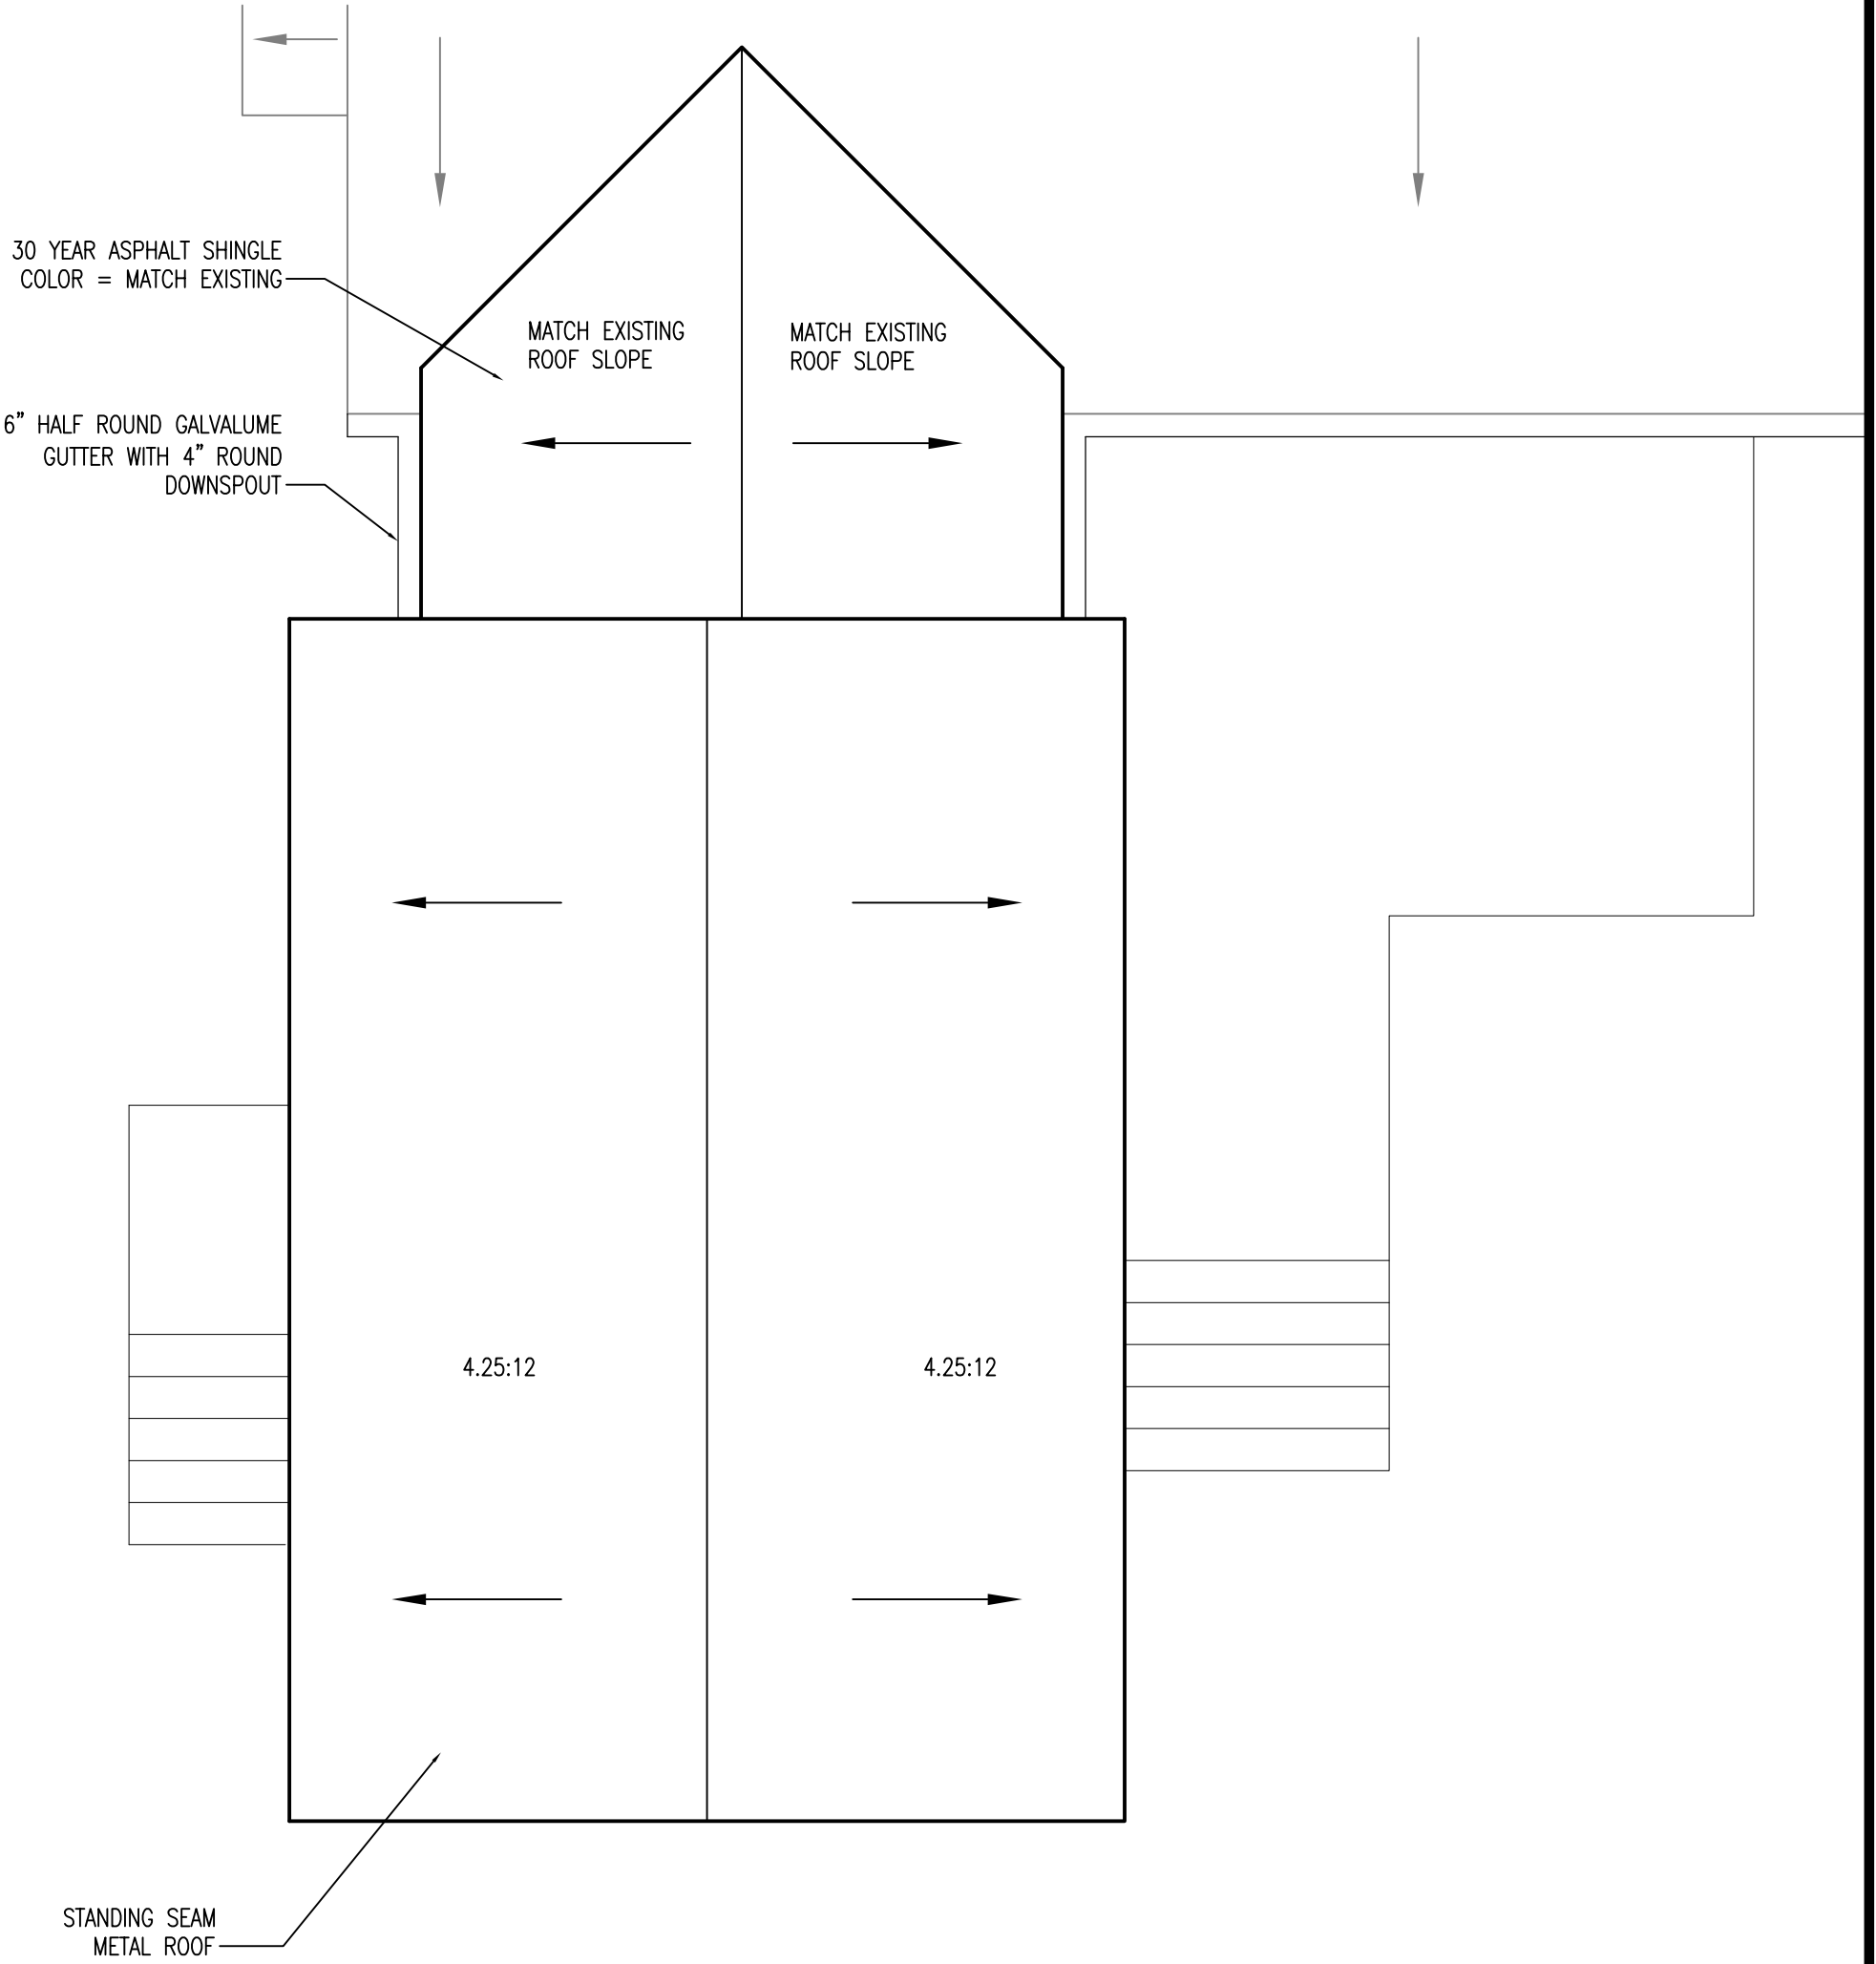 30 YEAR ASPHALT SHINGLE
COLOR = MATCH EXISTING
MATCH EXISTING
ROOF SLOPE
MATCH EXISTING
ROOF SLOPE
6" HALF ROUND GALVALUME
GUTTER WITH 4" ROUND
DOWNSPOUT
4.25:12
4.25:12
STANDING SEAM
METAL ROOF